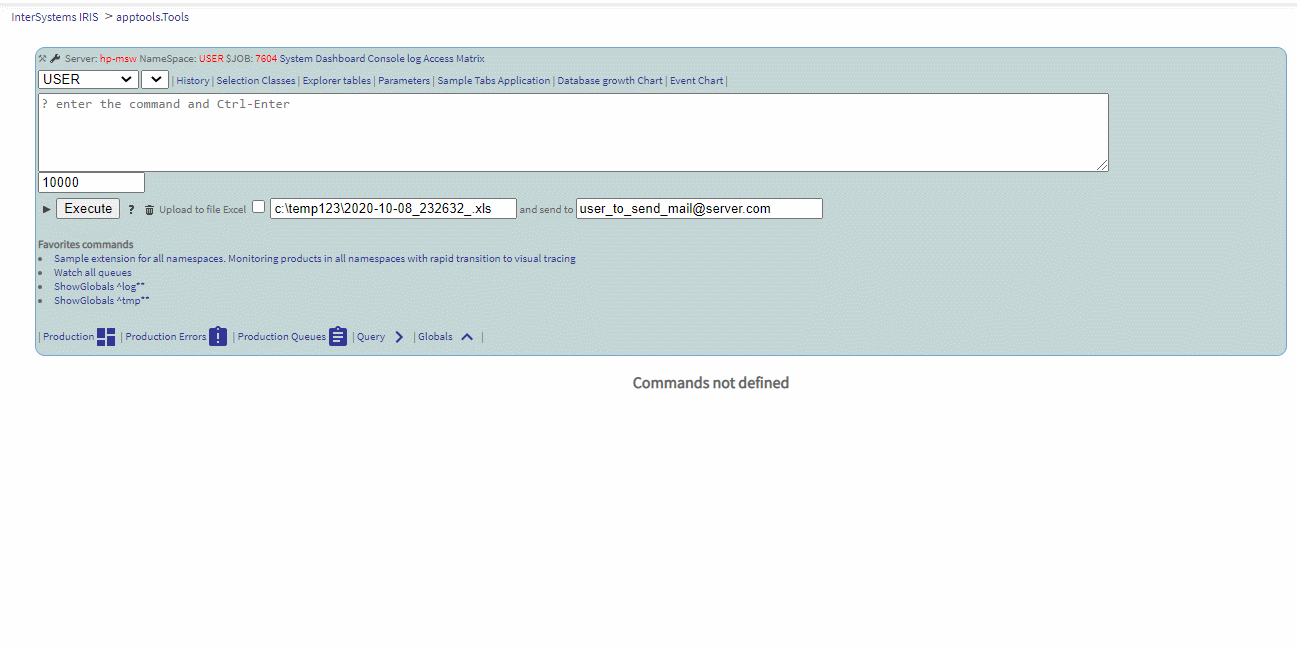 InterSystems IRIS > apptools.Tools
Server: hp-msw NameSpace: USER $JOB: 7604 System Dashboard Console log Access Matrix
USER | History | Selection Classes | Explorer tables | Parameters | Sample Tabs Application | Database growth Chart | Event Chart |
? enter the command and Ctrl-Enter
10000
Execute ? Upload to file Excel c:\temp123\2020-10-08_232632_.xls and send to user_to_send_mail@server.com
Favorites commands
Sample extension for all namespaces. Monitoring products in all namespaces with rapid transition to visual tracing
Watch all queues
ShowGlobals ^log**
ShowGlobals ^tmp**
| Production | Production Errors | Production Queues | Query | Globals |
Commands not defined